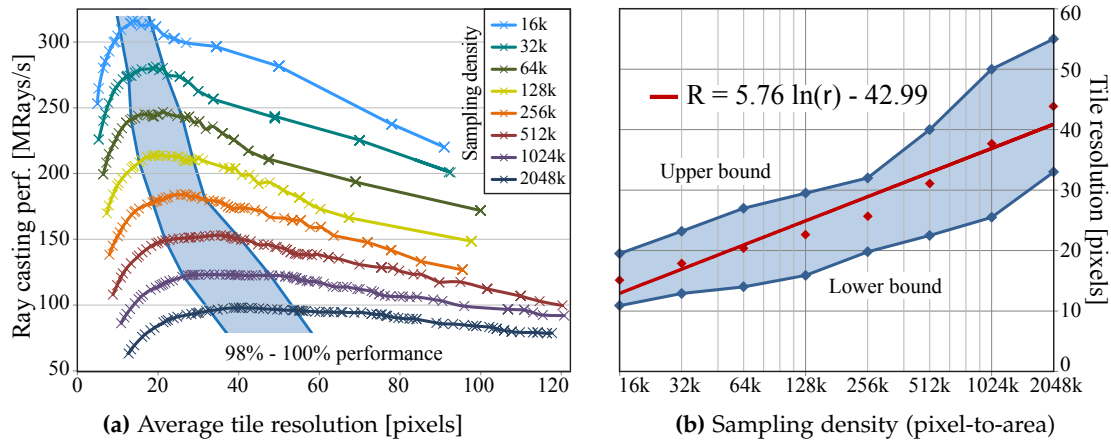 Ray casting perf. [MRays/s]
300
250
200
150
100
50
0
20
40
60
80
100
120
98% - 100% performance
Sampling density
16k
32k
64k
128k
256k
512k
1024k
2048k
(a) Average tile resolution [pixels]
R = 5.76 ln(r) - 42.99
Upper bound
Lower bound
60
50
40
30
20
10
0
Tile resolution
[pixels]
16k
32k
64k
128k
256k
512k
1024k
2048k
(b) Sampling density (pixel-to-area)